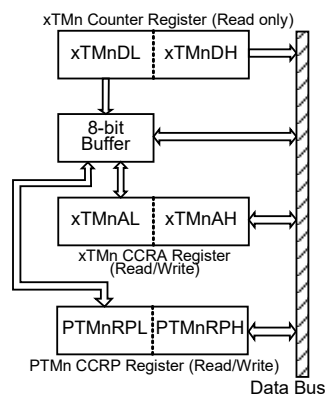 xTMn Counter Register (Read only)
xTMnDL xTMnDH
8-bit
Buffer
xTMnAL xTMnAH
xTMn CCRA Register
(Read/Write)
PTMnRPL PTMnRPH
PTMn CCRP Register (Read/Write)
Data Bus